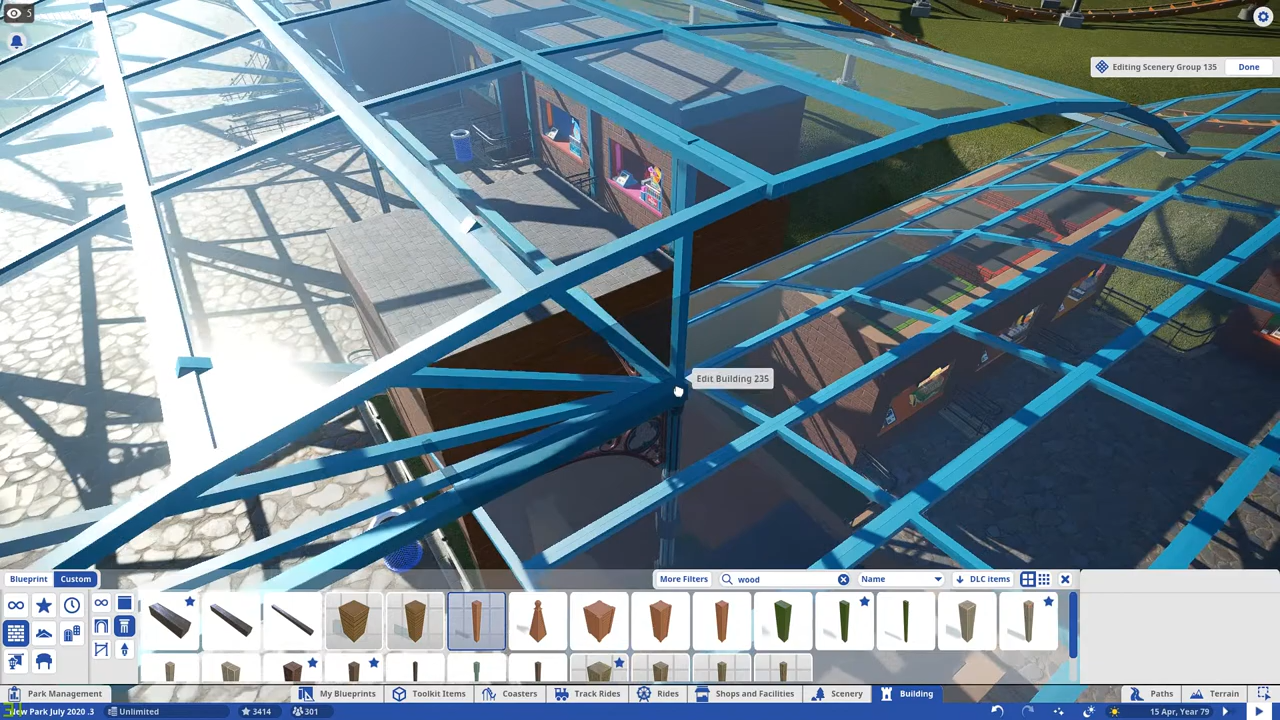 5
Editing Scenery Group 135
Done
Edit Building 235
Blueprint
Custom
More Filters
wood
Name
DLC items
Park Management
My Blueprints
Toolkit Items
Coasters
Track Rides
Rides
Shops and Facilities
Scenery
Building
Paths
Terrain
New Park July 2020 .3
Unlimited
3414
301
15 Apr, Year 79